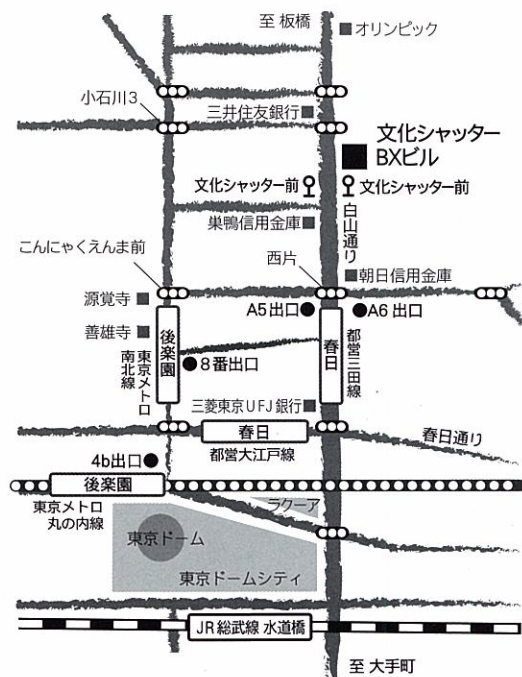 至 板橋
オリンピック
小石川3
三井住友銀行
文化シャッター
BXビル
文化シャッター前
文化シャッター前
巣鴨信用金庫
白山通り
こんにゃくえんま前
西片
朝日信用金庫
源覚寺
A5出口
A6出口
善雄寺
後楽園
東京メトロ
南北線
8番出口
春日
都営三田線
三菱東京UFJ銀行
春日
都営大江戸線
春日通り
4b出口
後楽園
東京メトロ
丸の内線
ラクーア
東京ドーム
東京ドームシティ
JR総武線 水道橋
至 大手町